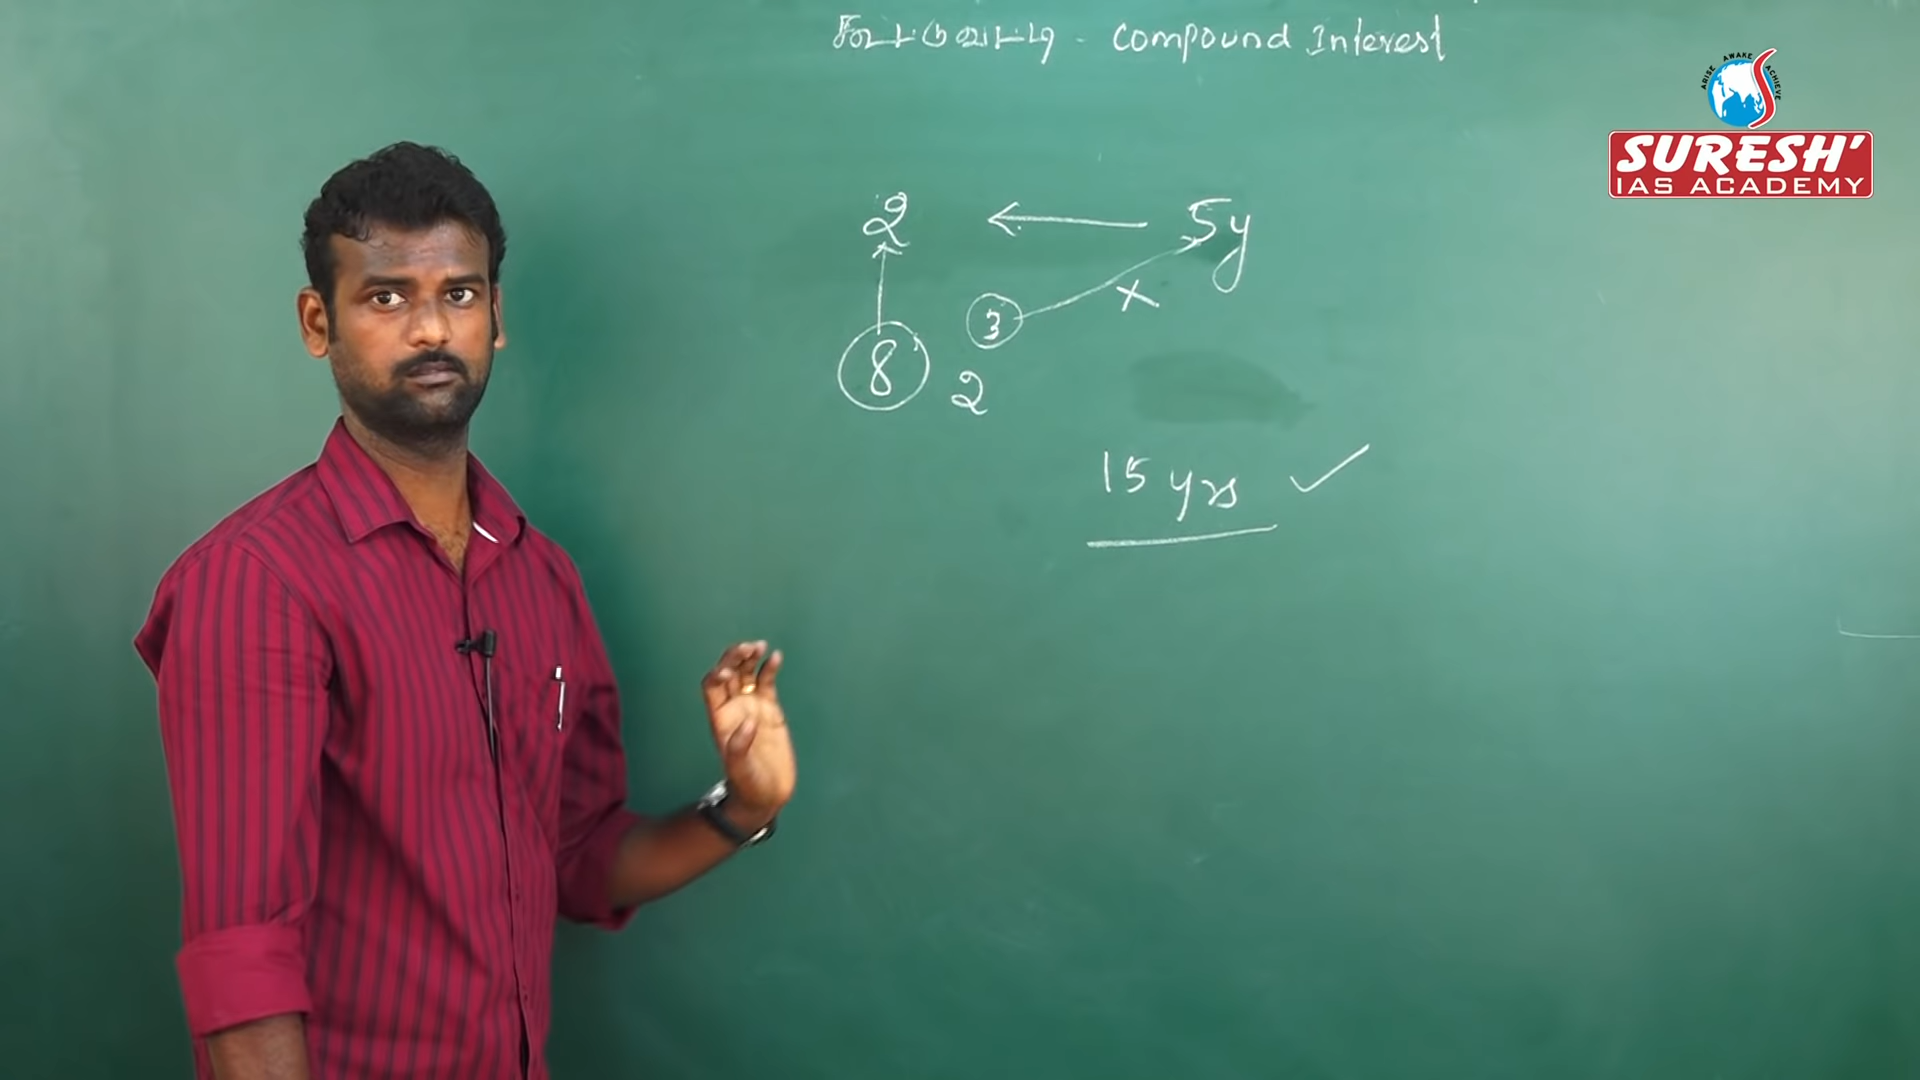 கூட்டுவட்டி - Compound Interest
ARISE AWAKE ACHIEVE
SURESH'
IAS ACADEMY
2 ← 5y
3 ×
8 2
15 yrs ✓